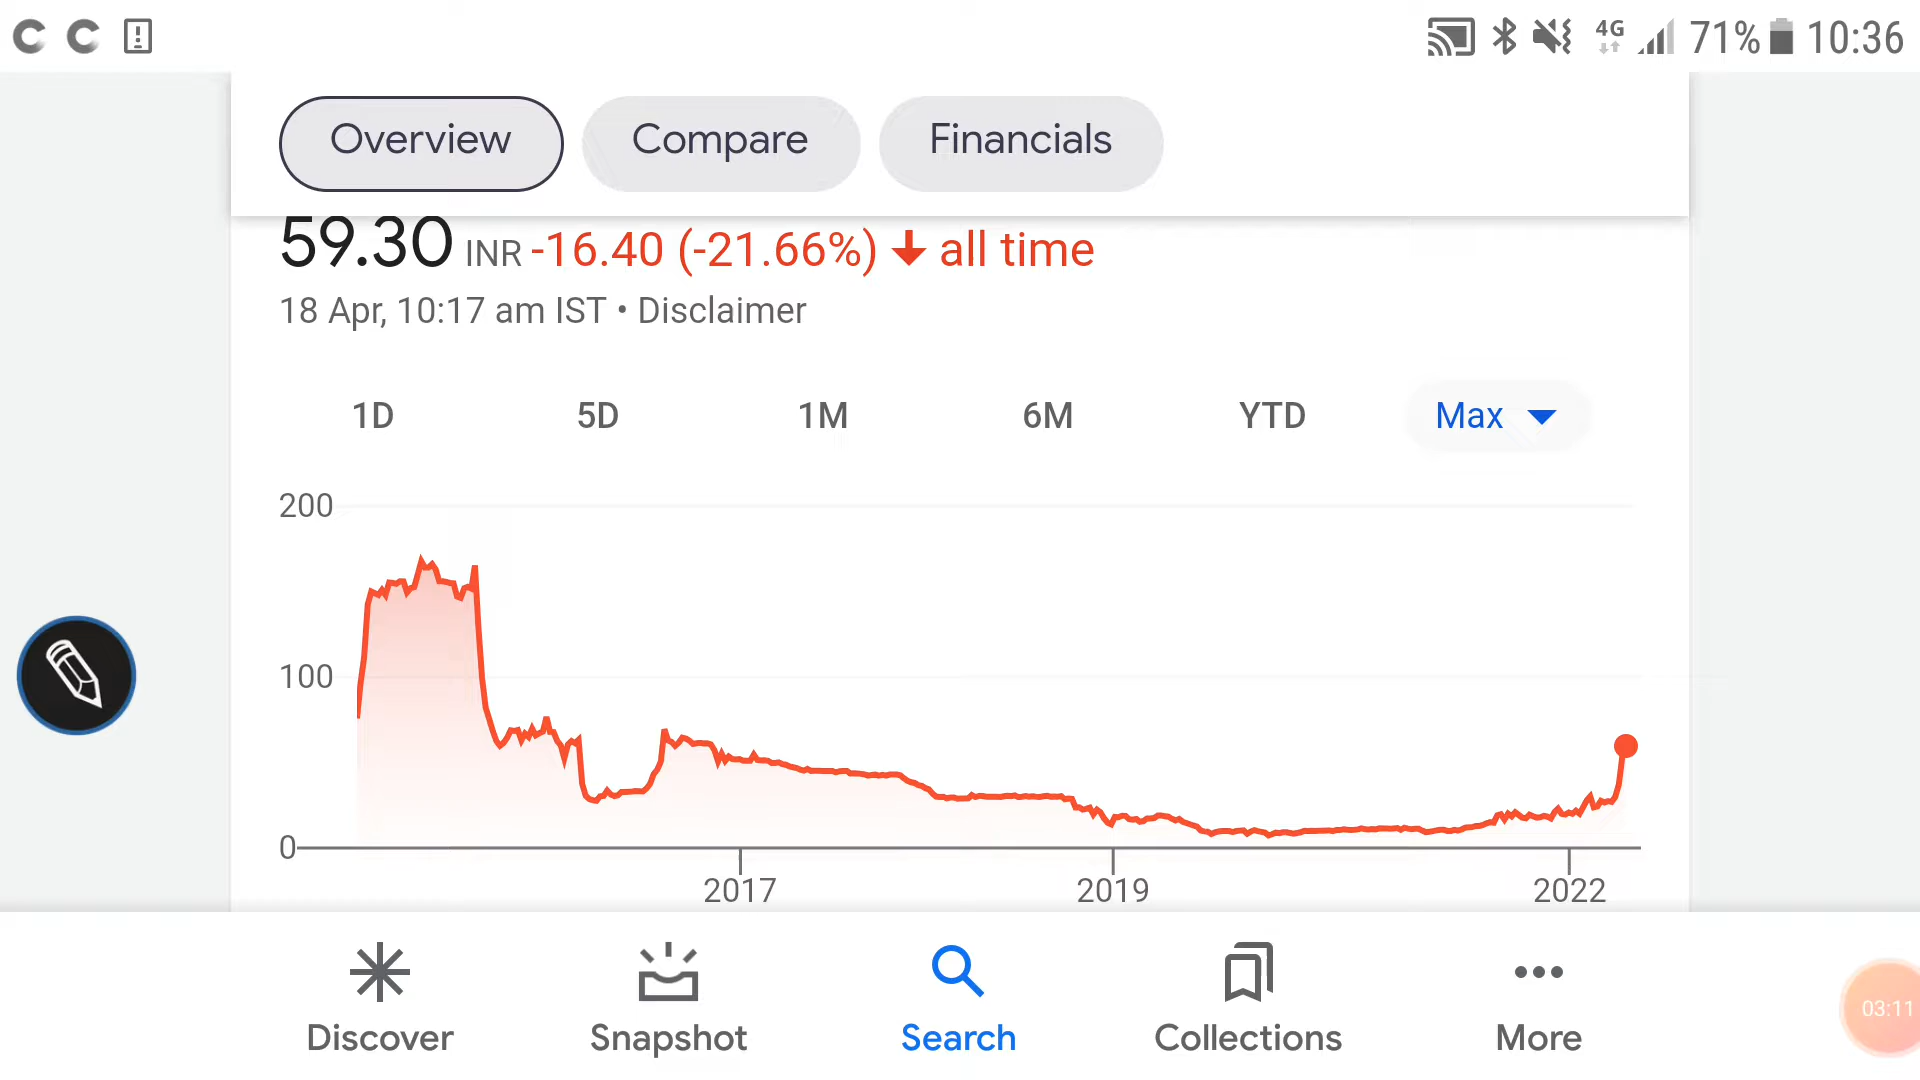 4G 71% 10:36
Overview Compare Financials
59.30 INR -16.40 (-21.66%) all time
18 Apr, 10:17 am IST • Disclaimer
1D 5D 1M 6M YTD Max
200
100
0
2017 2019 2022
Discover Snapshot Search Collections More
03:11